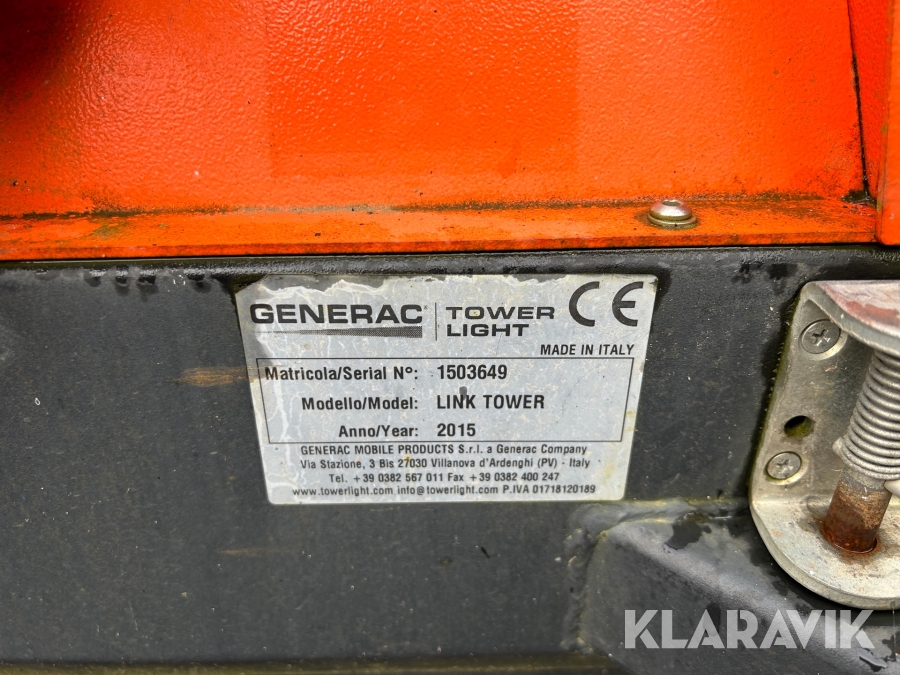 GENERAC
TOWER LIGHT
CE
MADE IN ITALY
Matricola/Serial N°: 1503649
Modello/Model: LINK TOWER
Anno/Year: 2015
GENERAC MOBILE PRODUCTS S.r.l. a Generac Company
Via Stazione, 3 Bis 27030 Villanova d'Ardenghi (PV) - Italy
Tel. +39 0382 567 011 Fax +39 0382 400 247
www.towerlight.com info@towerlight.com P.IVA 01718120189
KLARAVIK